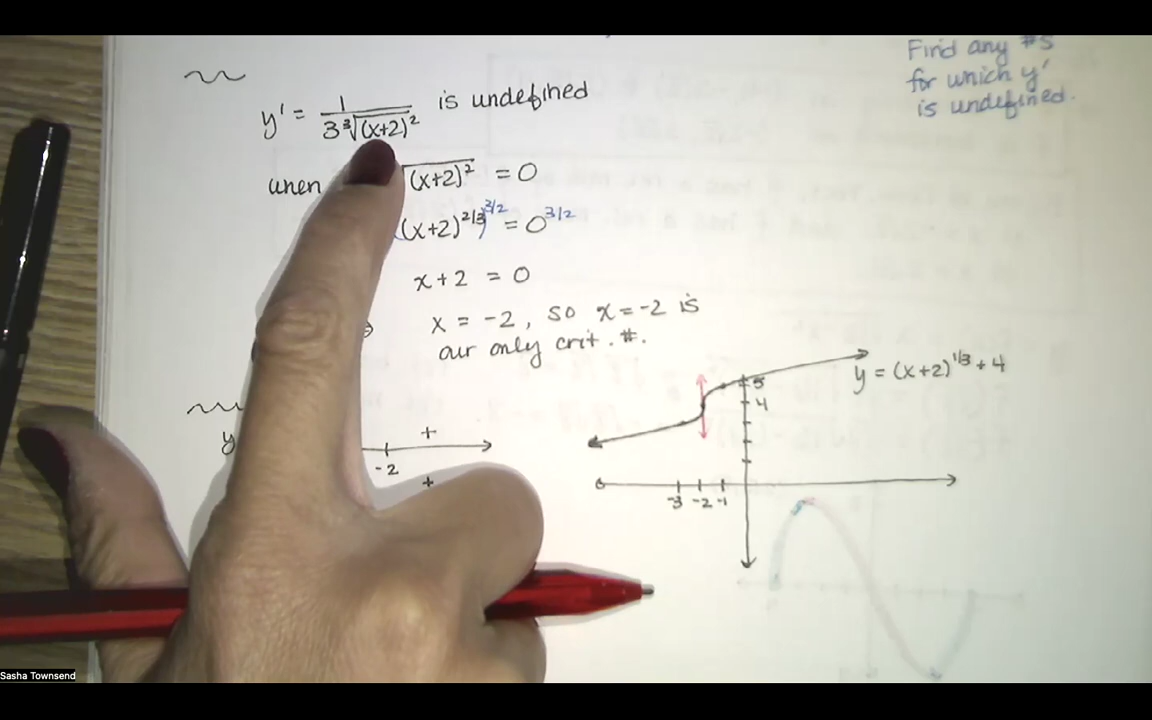 Find any #s
for which y'
is undefined.
y' = 1/(3∛(x+2)²) is undefined
when √(x+2)² = 0
(x+2)^2/3)^3/2 = 0^3/2
x+2 = 0
x = -2, so x = -2 is
our only crit. #.
y = (x+2)^1/3 + 4
5
4
y
+
-2
+
-3 -2 -1
Sasha Townsend